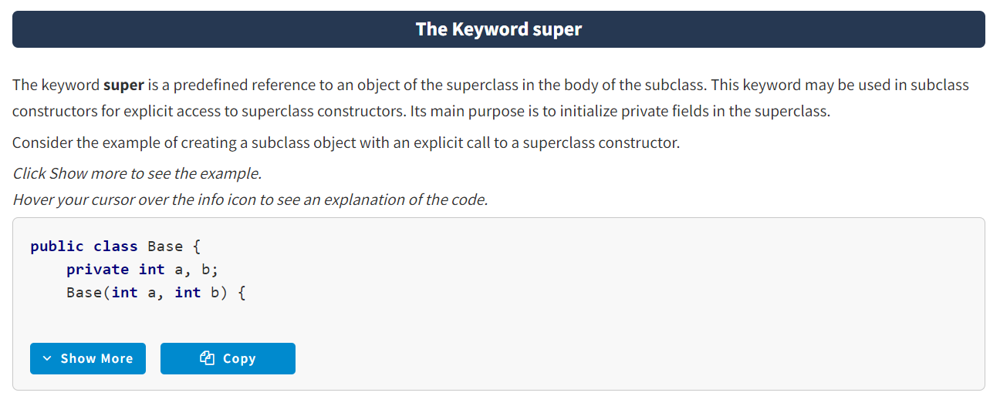 The Keyword super
The keyword super is a predefined reference to an object of the superclass in the body of the subclass. This keyword may be used in subclass
constructors for explicit access to superclass constructors. Its main purpose is to initialize private fields in the superclass.
Consider the example of creating a subclass object with an explicit call to a superclass constructor.
Click Show more to see the example.
Hover your cursor over the info icon to see an explanation of the code.
public class Base {
    private int a, b;
    Base(int a, int b) {
Show More Copy